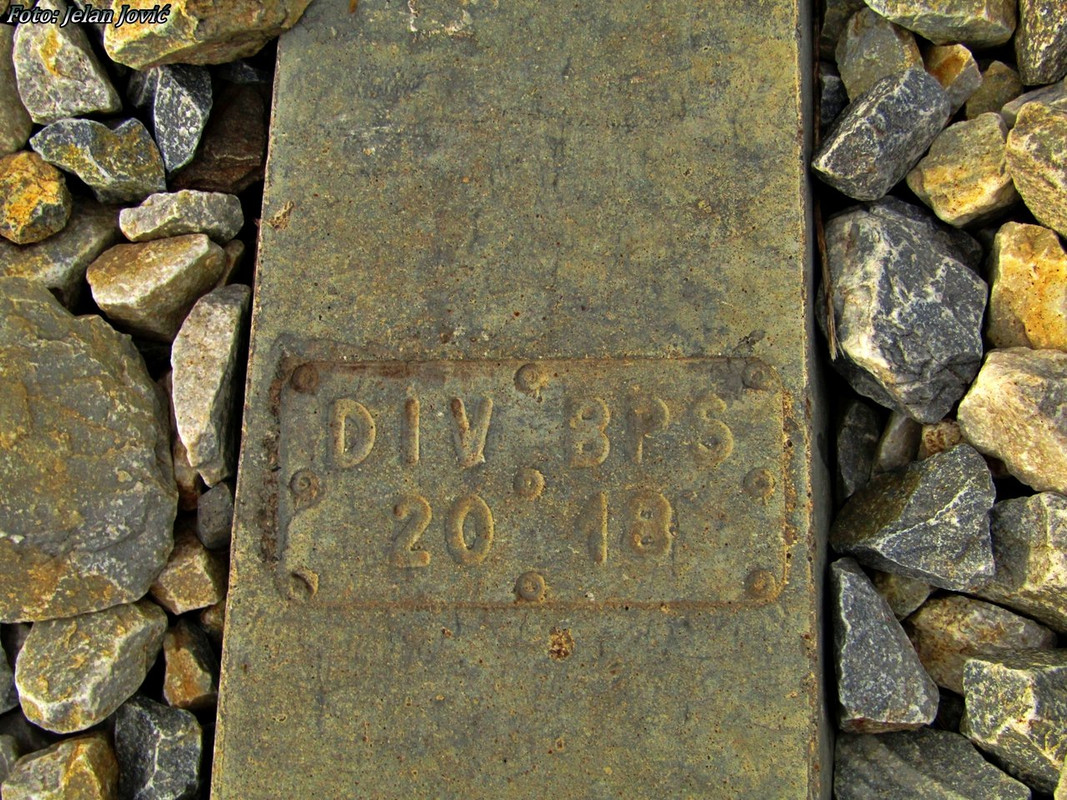 Foto: Jelan Jović
DIV BPS
20 18